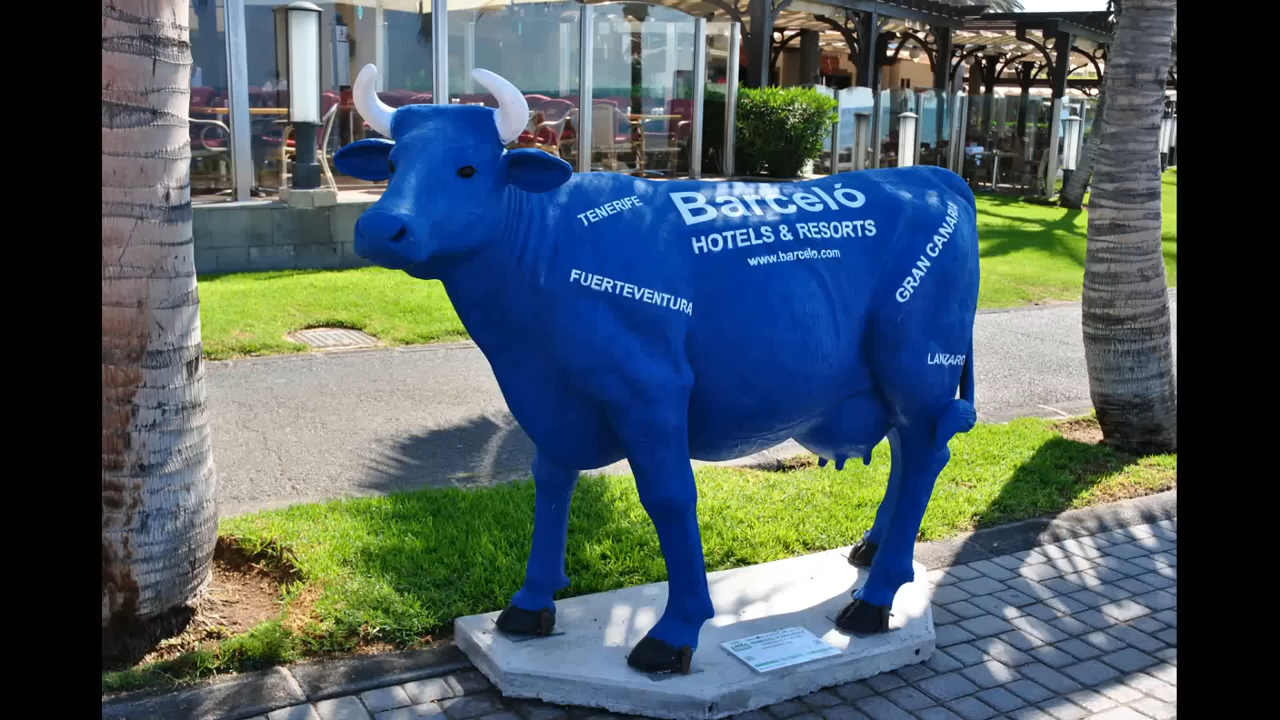 Barceló
HOTELS & RESORTS
www.barcelo.com
TENERIFE
FUERTEVENTURA
GRAN CANARIA
LANZARO